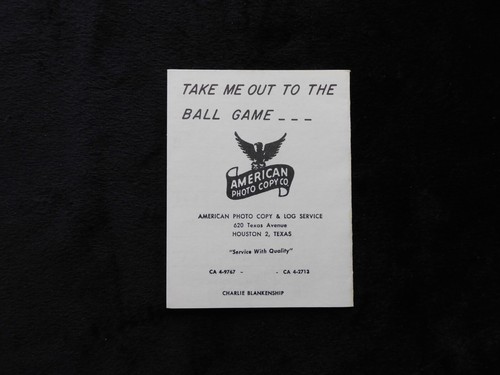 TAKE ME OUT TO THE
BALL GAME _ _ _
AMERICAN
PHOTO COPY CO
AMERICAN PHOTO COPY & LOG SERVICE
620 Texas Avenue
HOUSTON 2, TEXAS
"Service With Quality"
CA 4-9767 - - CA 4-2713
CHARLIE BLANKENSHIP